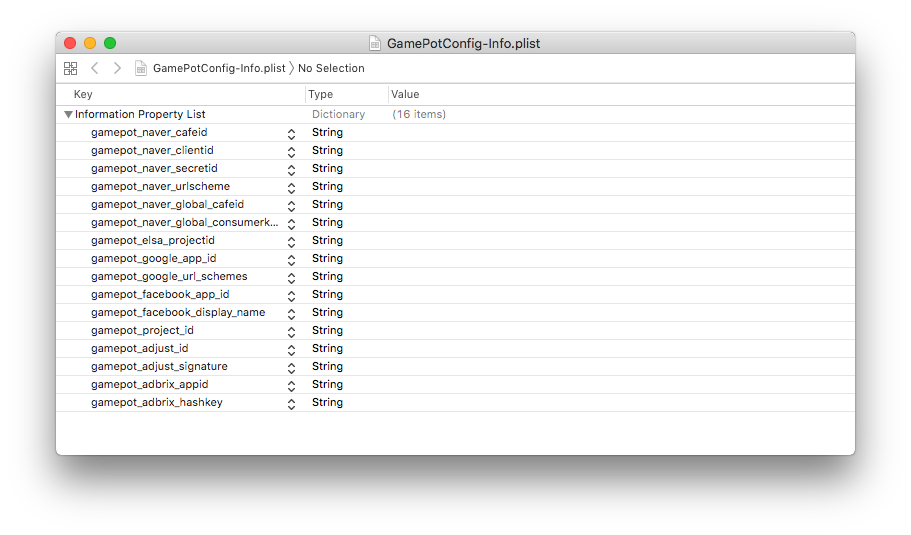 GamePotConfig-Info.plist
GamePotConfig-Info.plist No Selection
Key Type Value
Information Property List Dictionary (16 items)
gamepot_naver_cafeid String
gamepot_naver_clientid String
gamepot_naver_secretid String
gamepot_naver_urlscheme String
gamepot_naver_global_cafeid String
gamepot_naver_global_consumerk... String
gamepot_elsa_projectid String
gamepot_google_app_id String
gamepot_google_url_schemes String
gamepot_facebook_app_id String
gamepot_facebook_display_name String
gamepot_project_id String
gamepot_adjust_id String
gamepot_adjust_signature String
gamepot_adbrix_appid String
gamepot_adbrix_hashkey String